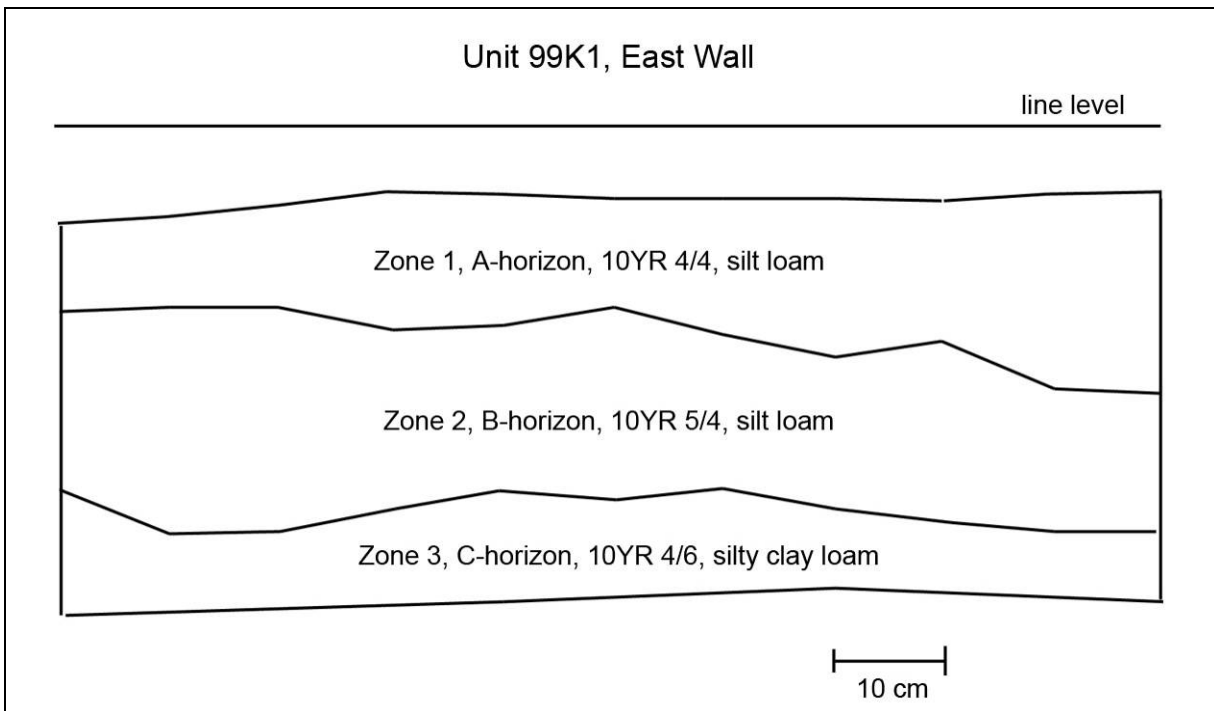 Unit 99K1, East Wall
line level
Zone 1, A-horizon, 10YR 4/4, silt loam
Zone 2, B-horizon, 10YR 5/4, silt loam
Zone 3, C-horizon, 10YR 4/6, silty clay loam
10 cm